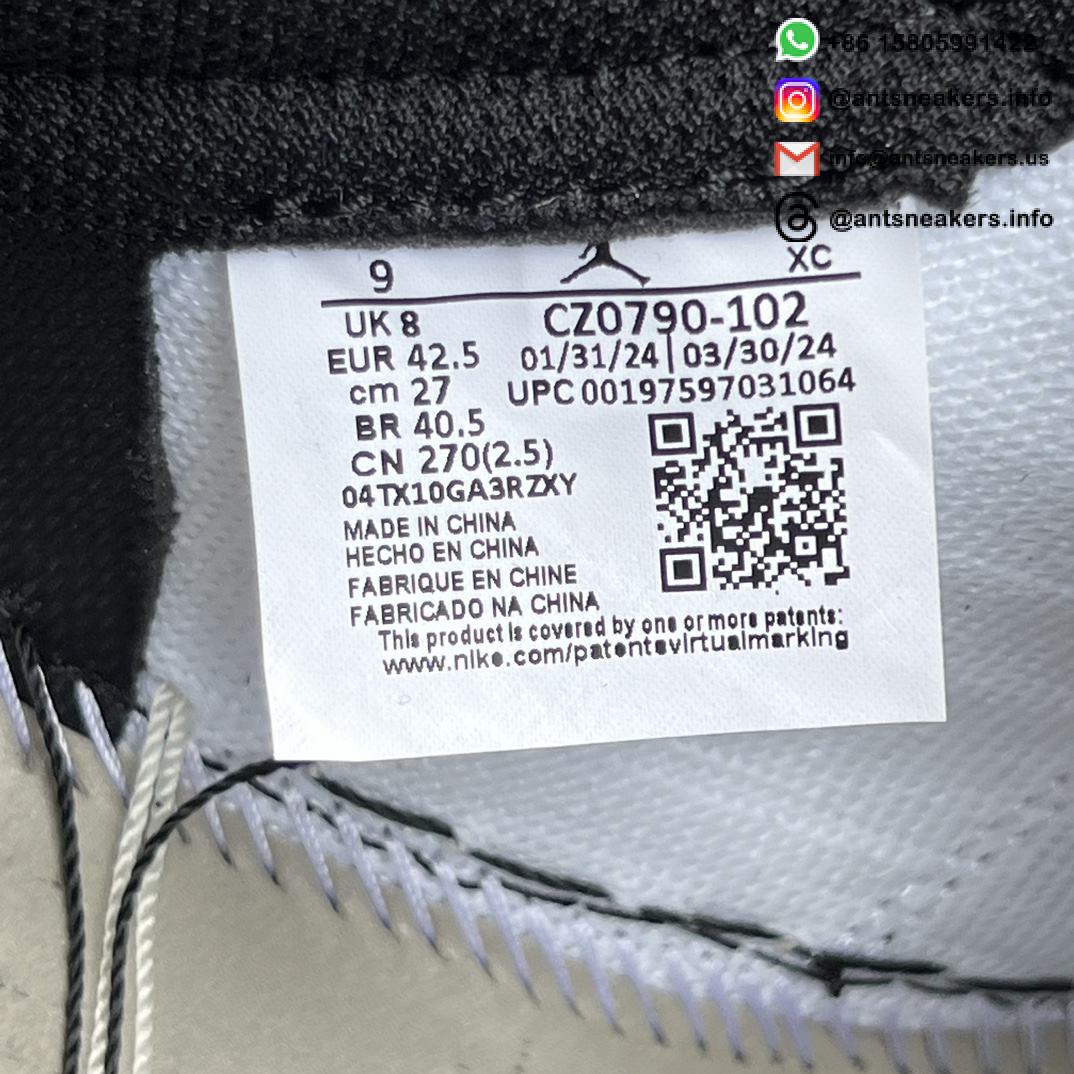 +86 15805991422
@antsneakers.info
info@antsneakers.us
@antsneakers.info
9 XC
UK 8 CZ0790-102
EUR 42.5 01/31/24 | 03/30/24
cm 27 UPC 00197597031064
BR 40.5
CN 270(2.5)
04TX10GA3RZXY
MADE IN CHINA
HECHO EN CHINA
FABRIQUE EN CHINE
FABRICADO NA CHINA
This product is covered by one or more patents:
www.nike.com/patentsvirtualmarking